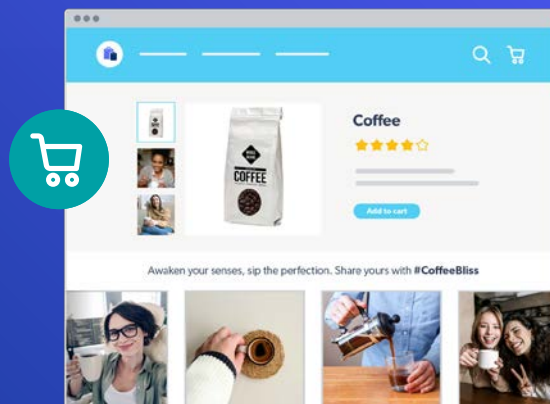 Coffee
COFFEE
Add to cart
Awaken your senses, sip the perfection. Share yours with #CoffeeBliss